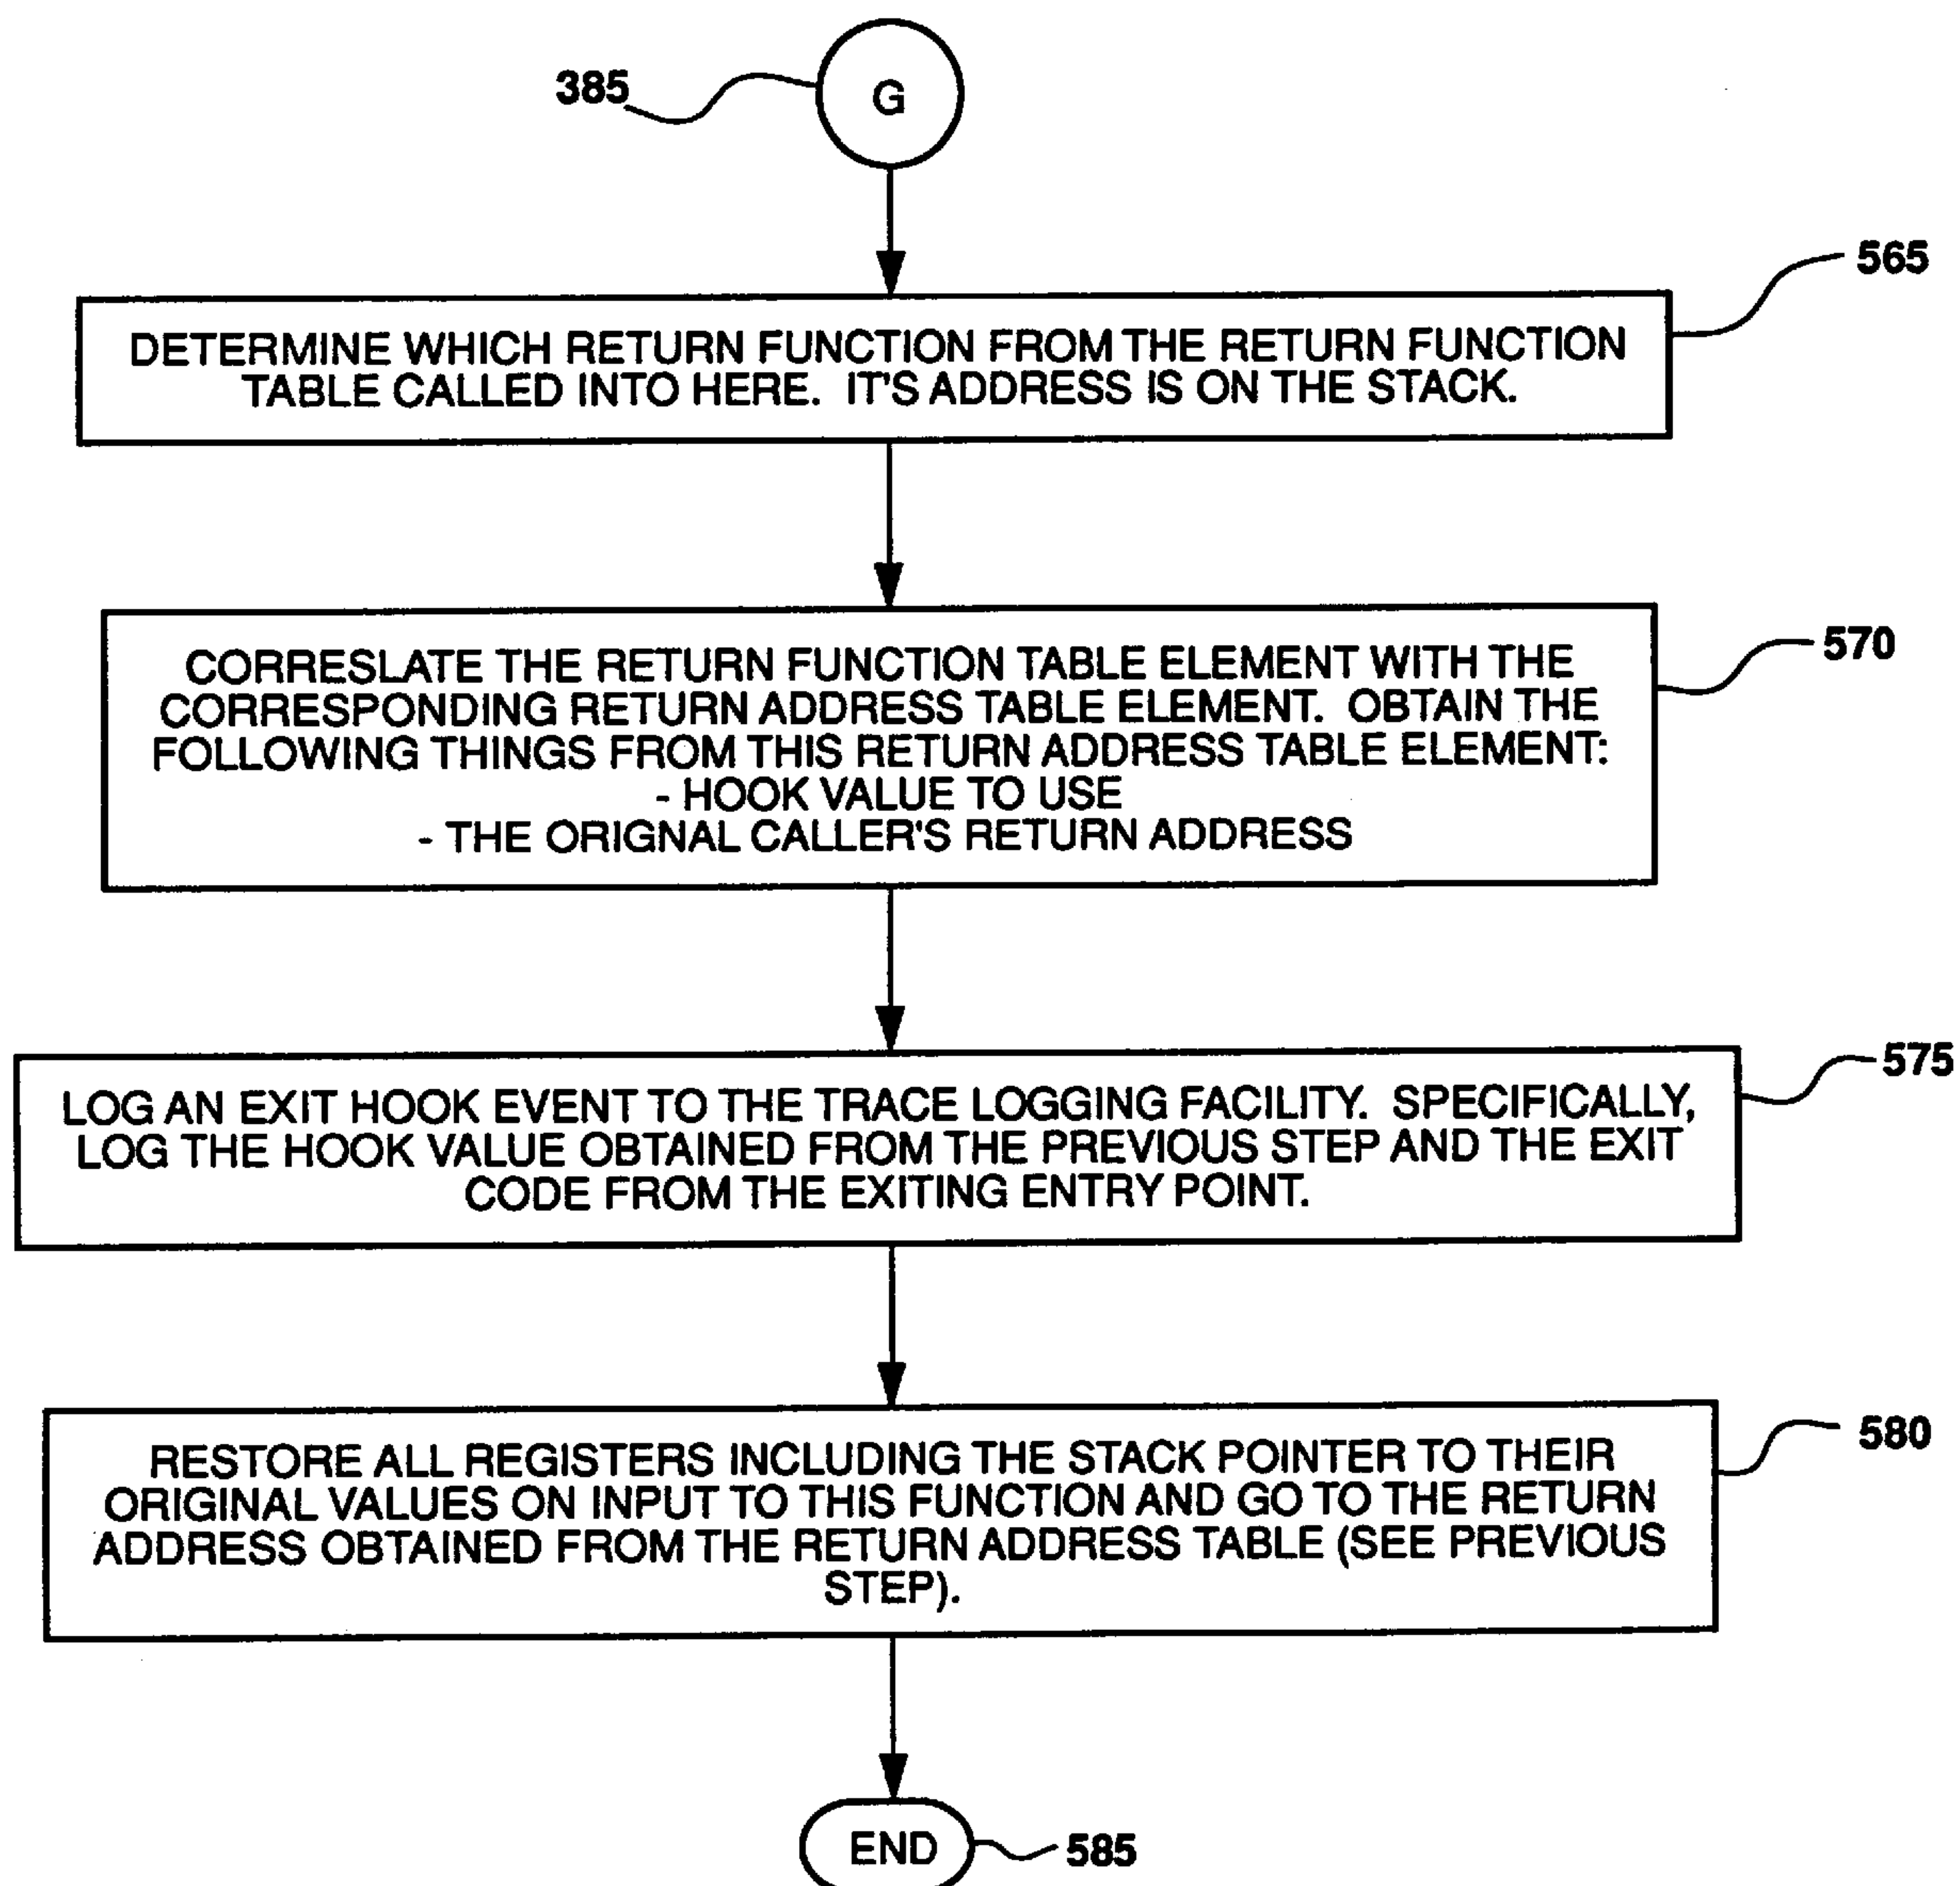 385
G
565
DETERMINE WHICH RETURN FUNCTION FROM THE RETURN FUNCTION
TABLE CALLED INTO HERE. IT'S ADDRESS IS ON THE STACK.
570
CORRESLATE THE RETURN FUNCTION TABLE ELEMENT WITH THE
CORRESPONDING RETURN ADDRESS TABLE ELEMENT. OBTAIN THE
FOLLOWING THINGS FROM THIS RETURN ADDRESS TABLE ELEMENT:
- HOOK VALUE TO USE
- THE ORIGNAL CALLER'S RETURN ADDRESS
575
LOG AN EXIT HOOK EVENT TO THE TRACE LOGGING FACILITY. SPECIFICALLY,
LOG THE HOOK VALUE OBTAINED FROM THE PREVIOUS STEP AND THE EXIT
CODE FROM THE EXITING ENTRY POINT.
580
RESTORE ALL REGISTERS INCLUDING THE STACK POINTER TO THEIR
ORIGINAL VALUES ON INPUT TO THIS FUNCTION AND GO TO THE RETURN
ADDRESS OBTAINED FROM THE RETURN ADDRESS TABLE (SEE PREVIOUS
STEP).
END
585